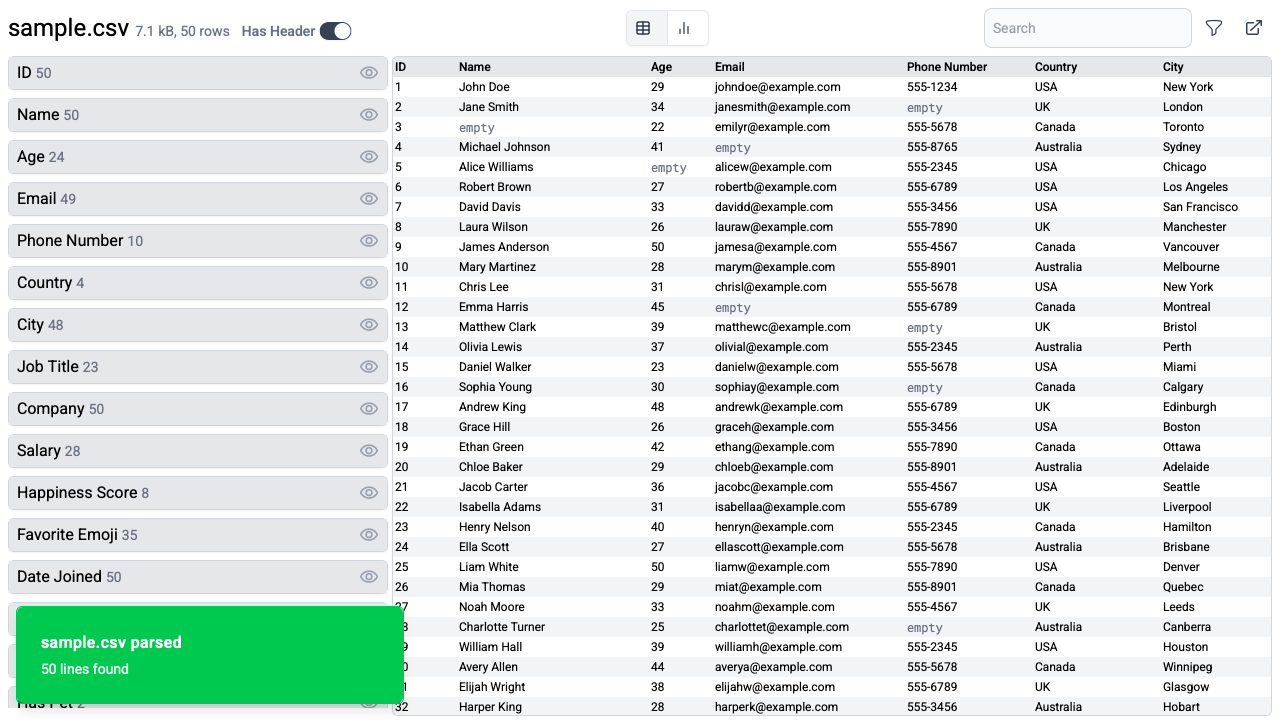 sample.csv 7.1 kB, 50 rows Has Header
Search
ID 50
Name 50
Age 24
Email 49
Phone Number 10
Country 4
City 48
Job Title 23
Company 50
Salary 28
Happiness Score 8
Favorite Emoji 35
Date Joined 50
Has Pet 2
sample.csv parsed
50 lines found
ID Name Age Email Phone Number Country City
1 John Doe 29 johndoe@example.com 555-1234 USA New York
2 Jane Smith 34 janesmith@example.com empty UK London
3 empty 22 emilyr@example.com 555-5678 Canada Toronto
4 Michael Johnson 41 empty 555-8765 Australia Sydney
5 Alice Williams empty alicew@example.com 555-2345 USA Chicago
6 Robert Brown 27 robertb@example.com 555-6789 USA Los Angeles
7 David Davis 33 davidd@example.com 555-3456 USA San Francisco
8 Laura Wilson 26 lauraw@example.com 555-7890 UK Manchester
9 James Anderson 50 jamesa@example.com 555-4567 Canada Vancouver
10 Mary Martinez 28 marym@example.com 555-8901 Australia Melbourne
11 Chris Lee 31 chrisl@example.com 555-5678 USA New York
12 Emma Harris 45 empty 555-6789 Canada Montreal
13 Matthew Clark 39 matthewc@example.com empty UK Bristol
14 Olivia Lewis 37 olivial@example.com 555-2345 Australia Perth
15 Daniel Walker 23 danielw@example.com 555-5678 USA Miami
16 Sophia Young 30 sophiay@example.com empty Canada Calgary
17 Andrew King 48 andrewk@example.com 555-6789 UK Edinburgh
18 Grace Hill 26 graceh@example.com 555-3456 USA Boston
19 Ethan Green 42 ethang@example.com 555-7890 Canada Ottawa
20 Chloe Baker 29 chloeb@example.com 555-8901 Australia Adelaide
21 Jacob Carter 36 jacobc@example.com 555-4567 USA Seattle
22 Isabella Adams 31 isabellaa@example.com 555-6789 UK Liverpool
23 Henry Nelson 40 henryn@example.com 555-2345 Canada Hamilton
24 Ella Scott 27 ellascott@example.com 555-5678 Australia Brisbane
25 Liam White 50 liamw@example.com 555-7890 USA Denver
26 Mia Thomas 29 miat@example.com 555-8901 Canada Quebec
27 Noah Moore 33 noahm@example.com 555-4567 UK Leeds
Charlotte Turner 25 charlottet@example.com empty Australia Canberra
William Hall 39 williamh@example.com 555-2345 USA Houston
Avery Allen 44 averya@example.com 555-5678 Canada Winnipeg
Elijah Wright 38 elijahw@example.com 555-6789 UK Glasgow
32 Harper King 28 harperk@example.com 555-3456 Australia Hobart